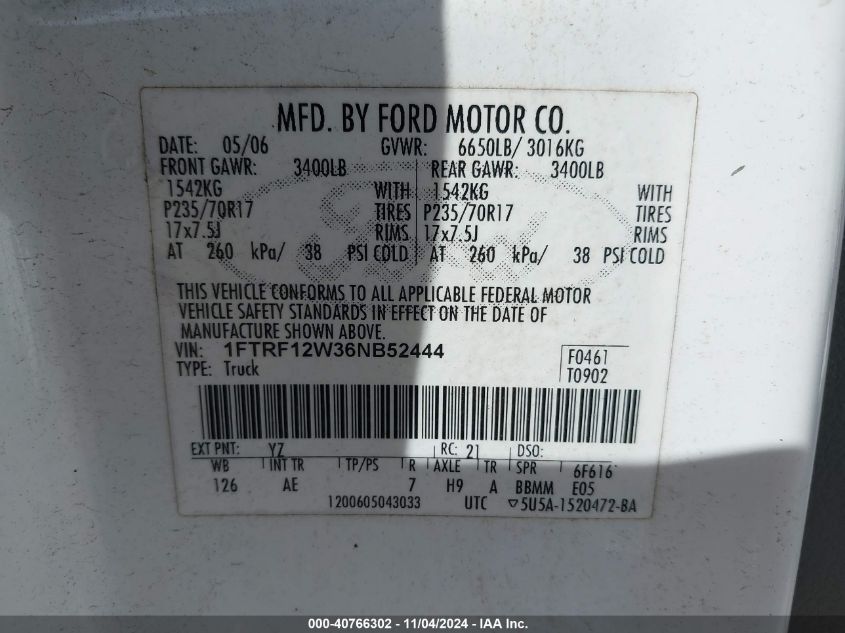 MFD. BY FORD MOTOR CO.
DATE: 05/06 GVWR: 6650LB/ 3016KG
FRONT GAWR: 3400LB REAR GAWR: 3400LB
1542KG WITH 1542KG WITH
P235/70R17 TIRES P235/70R17 TIRES
17x7.5J RIMS 17x7.5J RIMS
AT 260 kPa/ 38 PSI COLD AT 260 kPa/ 38 PSI COLD
THIS VEHICLE CONFORMS TO ALL APPLICABLE FEDERAL MOTOR
VEHICLE SAFETY STANDARDS IN EFFECT ON THE DATE OF
MANUFACTURE SHOWN ABOVE.
VIN: 1FTRF12W36NB52444 F0461
TYPE: Truck T0902
EXT PNT: YZ RC: 21 DSO:
WB INT TR TP/PS R AXLE TR SPR 6F616
126 AE 7 H9 A BBMM E05
1200605043033 UTC ▽5U5A-1520472-BA
000-40766302 - 11/04/2024 - IAA Inc.